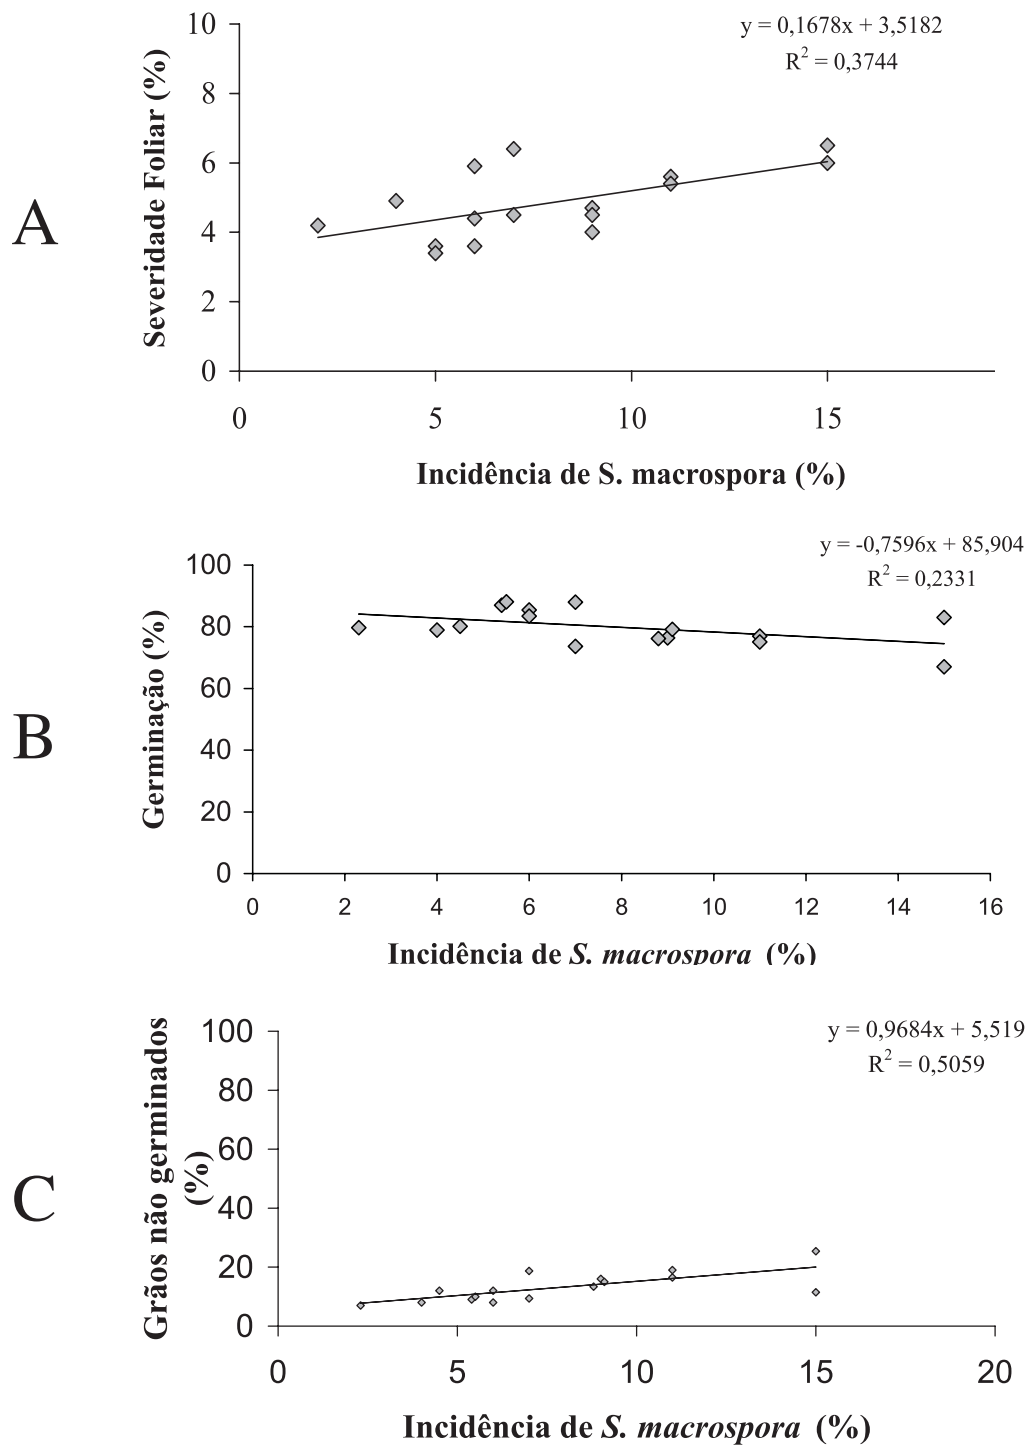 A
Severidade Foliar (%)
y = 0,1678x + 3,5182
R² = 0,3744
10
8
6
4
2
0
0 5 10 15
Incidência de S. macrospora (%)
B
Germinação (%)
y = -0,7596x + 85,904
R² = 0,2331
100
80
60
40
20
0
0 2 4 6 8 10 12 14 16
Incidência de S. macrospora (%)
C
Grãos não germinados
(%)
y = 0,9684x + 5,519
R² = 0,5059
100
80
60
40
20
0
0 5 10 15 20
Incidência de S. macrospora (%)